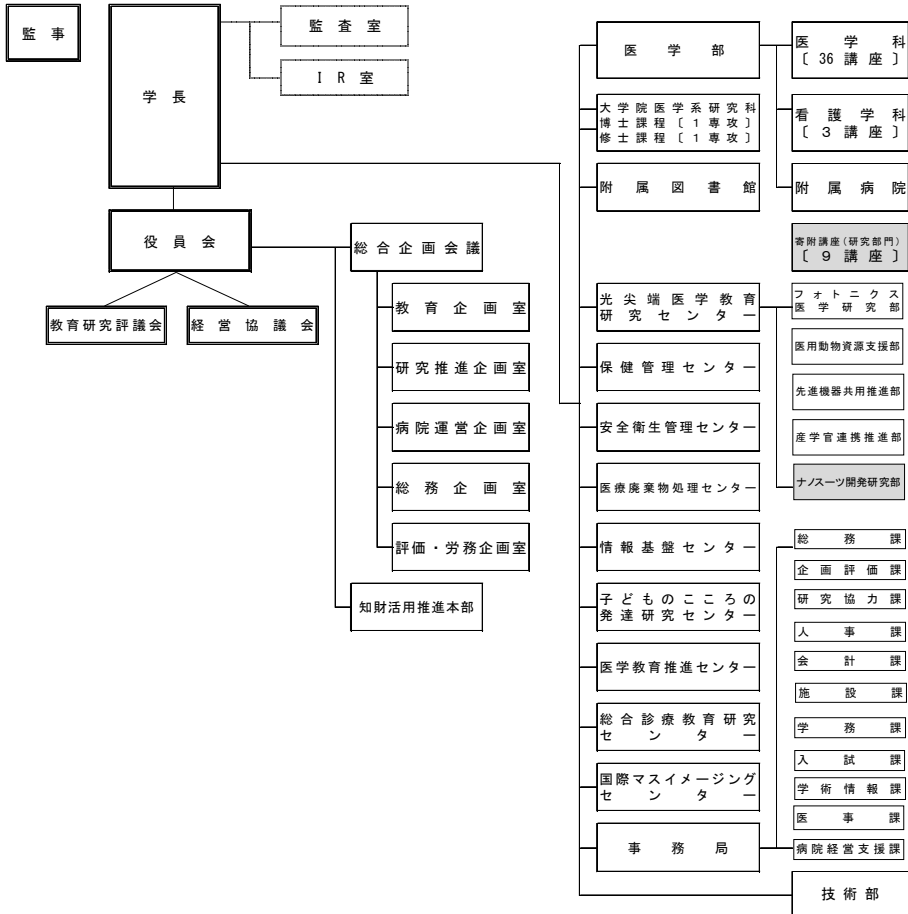 監事
学長
監査室
ＩＲ室
役員会
教育研究評議会
経営協議会
総合企画会議
教育企画室
研究推進企画室
病院運営企画室
総務企画室
評価・労務企画室
知財活用推進本部
医学部
大学院医学系研究科
博士課程〔１専攻〕
修士課程〔１専攻〕
附属図書館
光尖端医学教育
研究センター
保健管理センター
安全衛生管理センター
医療廃棄物処理センター
情報基盤センター
子どものこころの
発達研究センター
医学教育推進センター
総合診療教育研究
センター
国際マスイメージング
センター
事務局
医学科
〔36講座〕
看護学科
〔３講座〕
附属病院
寄附講座(研究部門)
〔９講座〕
フォトニクス
医学研究部
医用動物資源支援部
先進機器共用推進部
産学官連携推進部
ナノスーツ開発研究部
総務課
企画評価課
研究協力課
人事課
会計課
施設課
学務課
入試課
学術情報課
医事課
病院経営支援課
技術部